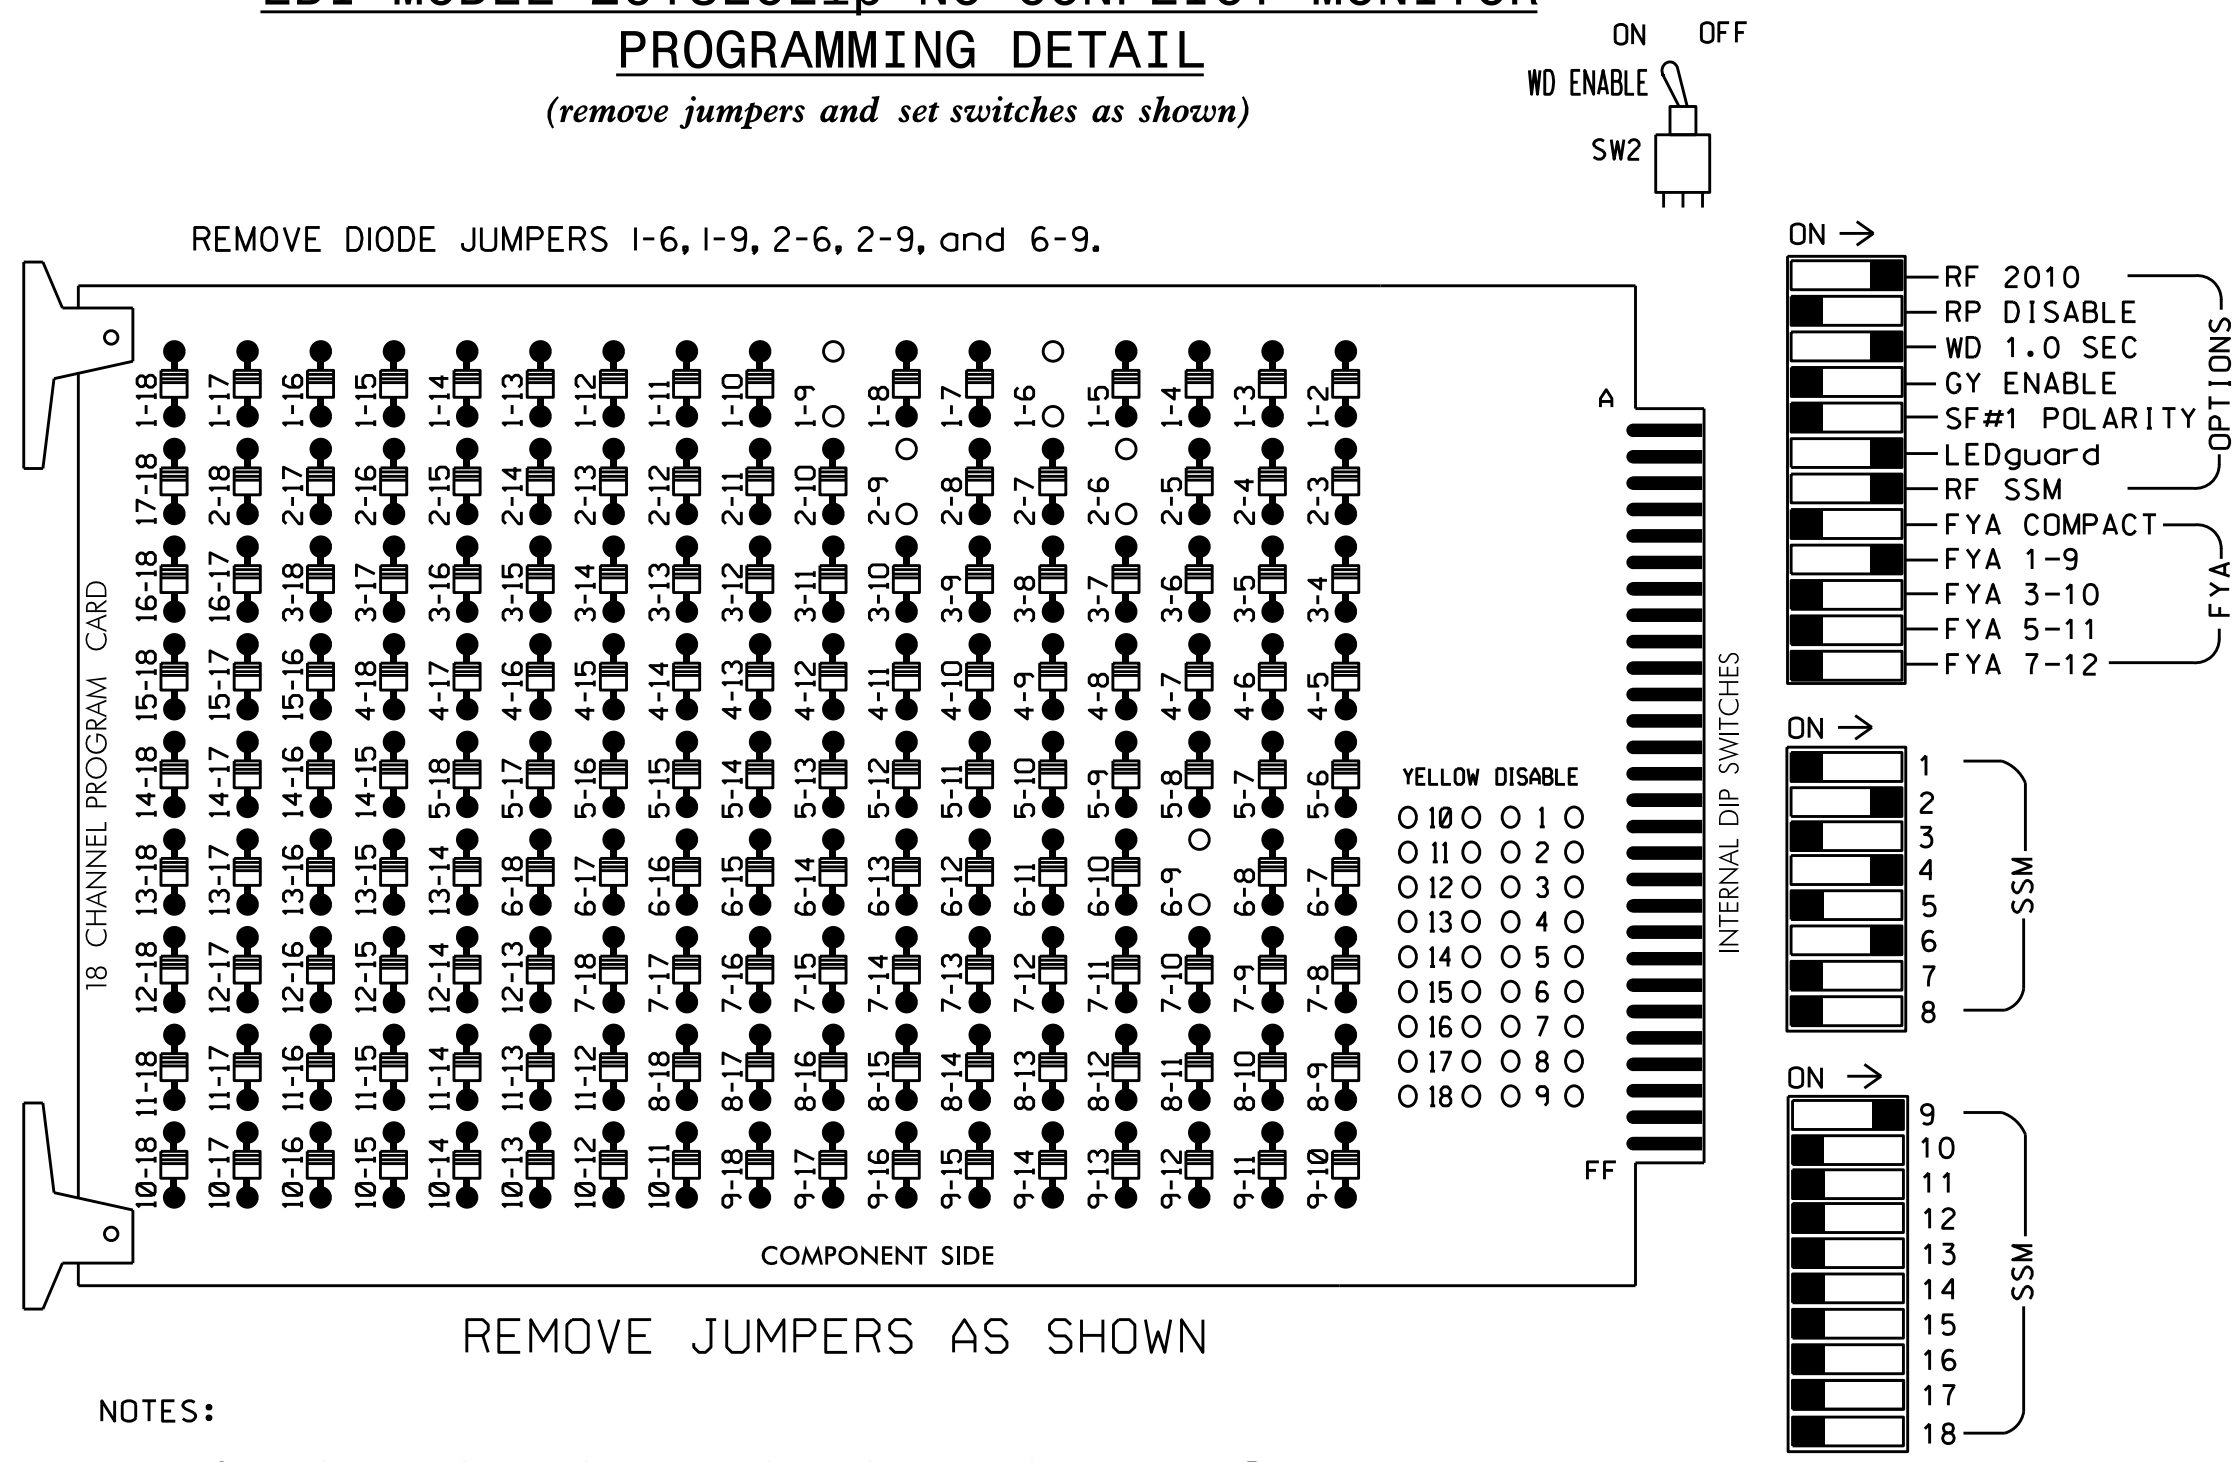 PROGRAMMING DETAIL
(remove jumpers and set switches as shown)
ON OFF
WD ENABLE
SW2
REMOVE DIODE JUMPERS 1-6, 1-9, 2-6, 2-9, and 6-9.
18 CHANNEL PROGRAM CARD
1-18 1-17 1-16 1-15 1-14 1-13 1-12 1-11 1-10 1-9 1-8 1-7 1-6 1-5 1-4 1-3 1-2
17-18 2-18 2-17 2-16 2-15 2-14 2-13 2-12 2-11 2-10 2-9 2-8 2-7 2-6 2-5 2-4 2-3
16-18 16-17 3-18 3-17 3-16 3-15 3-14 3-13 3-12 3-11 3-10 3-9 3-8 3-7 3-6 3-5 3-4
15-18 15-17 15-16 4-18 4-17 4-16 4-15 4-14 4-13 4-12 4-11 4-10 4-9 4-8 4-7 4-6 4-5
14-18 14-17 14-16 14-15 5-18 5-17 5-16 5-15 5-14 5-13 5-12 5-11 5-10 5-9 5-8 5-7 5-6
13-18 13-17 13-16 13-15 13-14 6-18 6-17 6-16 6-15 6-14 6-13 6-12 6-11 6-10 6-9 6-8 6-7
12-18 12-17 12-16 12-15 12-14 12-13 7-18 7-17 7-16 7-15 7-14 7-13 7-12 7-11 7-10 7-9 7-8
11-18 11-17 11-16 11-15 11-14 11-13 11-12 8-18 8-17 8-16 8-15 8-14 8-13 8-12 8-11 8-10 8-9
10-18 10-17 10-16 10-15 10-14 10-13 10-12 10-11 9-18 9-17 9-16 9-15 9-14 9-13 9-12 9-11 9-10
A
YELLOW DISABLE
10 1
11 2
12 3
13 4
14 5
15 6
16 7
17 8
18 9
FF
COMPONENT SIDE
INTERNAL DIP SWITCHES
ON
RF 2010
RP DISABLE
WD 1.0 SEC
GY ENABLE
SF#1 POLARITY
LEDguard
RF SSM
OPTIONS
FYA COMPACT
FYA 1-9
FYA 3-10
FYA 5-11
FYA 7-12
FYA
ON
1
2
3
4
5
6
7
8
SSM
ON
9
10
11
12
13
14
15
16
17
18
SSM
REMOVE JUMPERS AS SHOWN
NOTES: